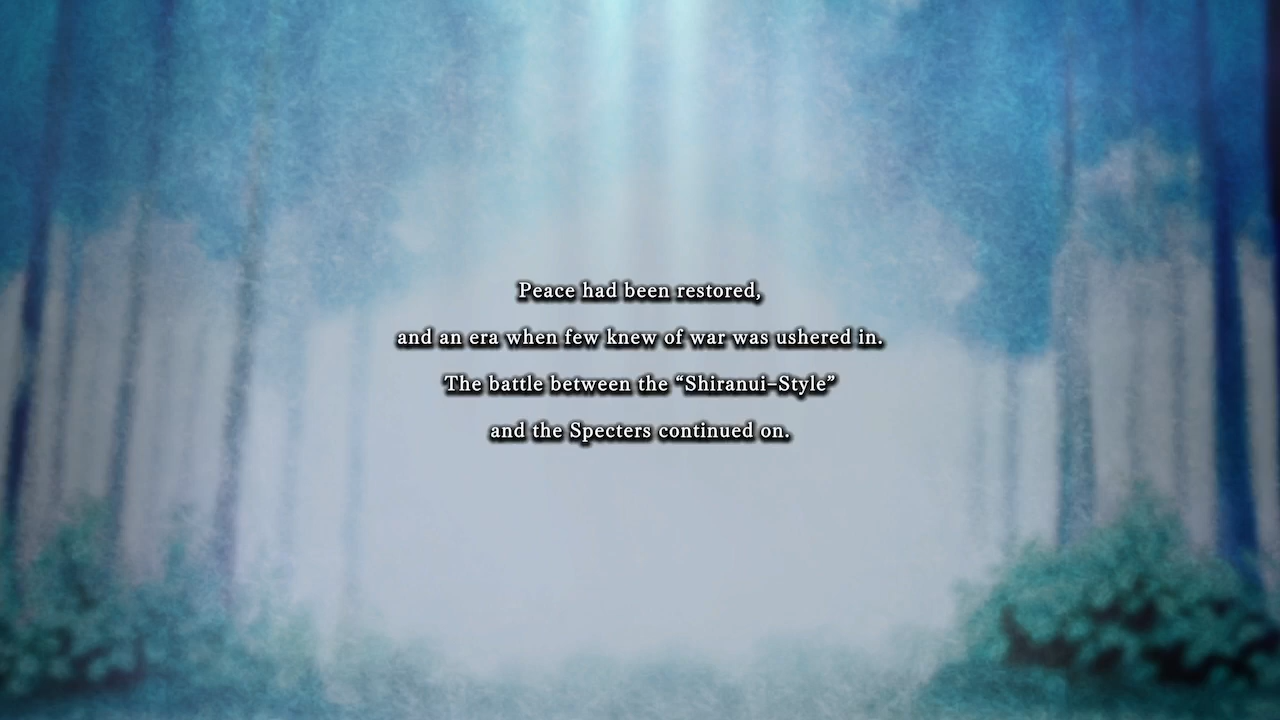 Peace had been restored,
and an era when few knew of war was ushered in.
The battle between the “Shiranui-Style”
and the Specters continued on.